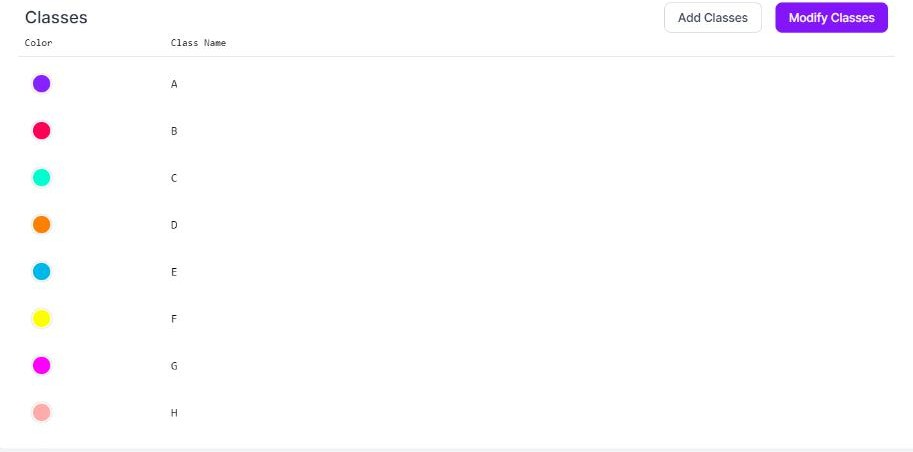 Classes
Add Classes
Modify Classes
Color
Class Name
A
B
C
D
E
F
G
H